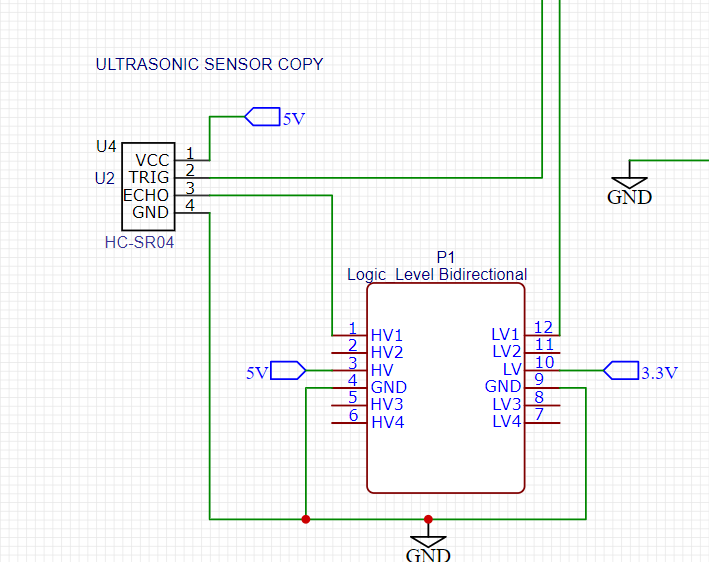 ULTRASONIC SENSOR COPY
5V
U4
VCC 1
U2
TRIG 2
ECHO 3
GND 4
HC-SR04
GND
P1
Logic Level Bidirectional
1 HV1 LV1 12
2 HV2 LV2 11
5V 3 HV LV 10 3.3V
4 GND GND 9
5 HV3 LV3 8
6 HV4 LV4 7
GND